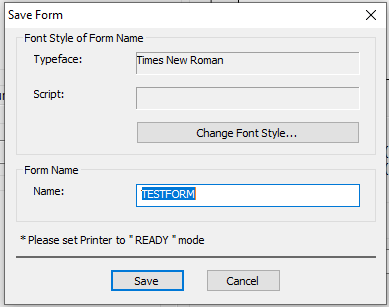 Save Form
Font Style of Form Name
Typeface: Times New Roman
Script:
Change Font Style...
Form Name
Name: TESTFORM
* Please set Printer to " READY " mode
Save Cancel